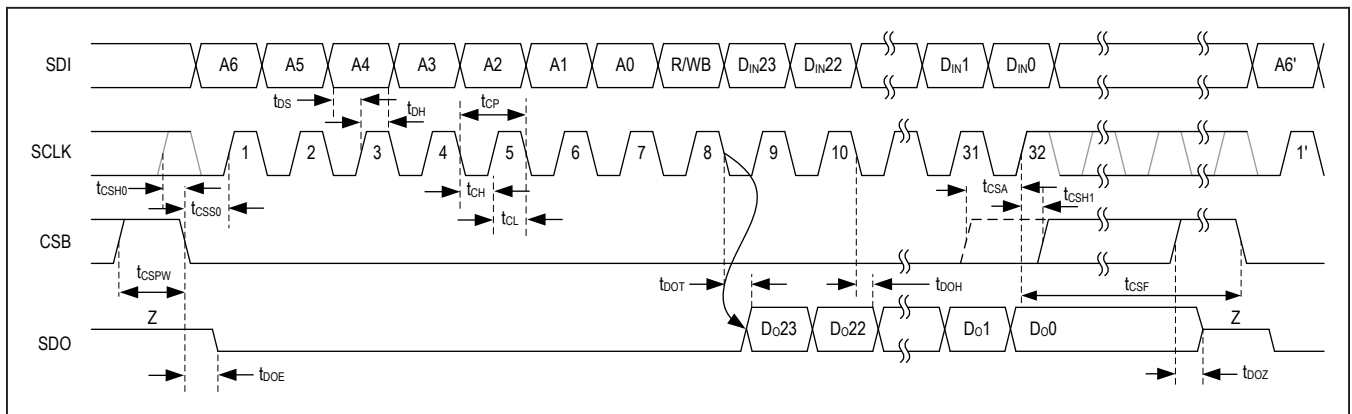 SDI A6 A5 A4 A3 A2 A1 A0 R/WB DIN23 DIN22 DIN1 DIN0 A6'
tDS tDH tCP
SCLK 1 2 3 4 5 6 7 8 9 10 31 32 1'
tCSH0 tCH tCSA
tCSS0 tCL tCSH1
CSB
tCSPW tDOT tDOH tCSF
Z DO23 DO22 DO1 DO0 Z
SDO
tDOE tDOZ